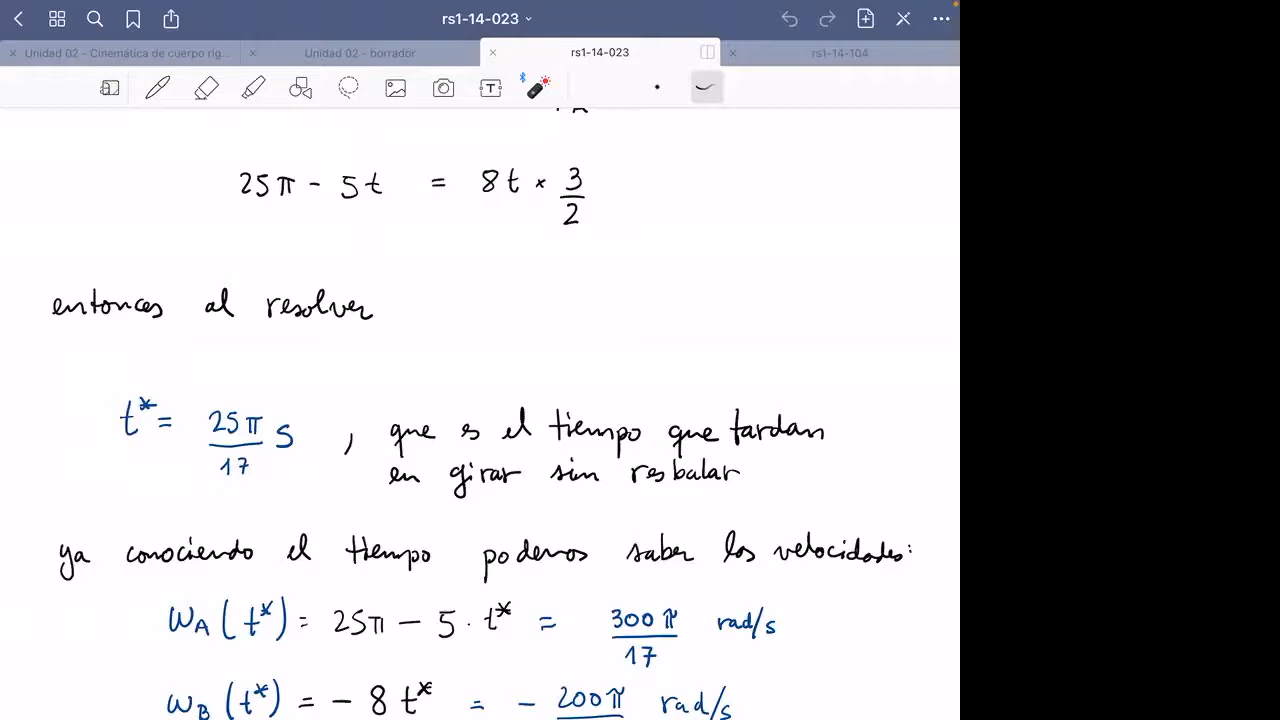 rs1-14-023
Unidad 02 - Cinemática de cuerpo rig...
Unidad 02 - borrador
rs1-14-023
rs1-14-104
25π - 5t = 8t × 3/2
entonces al resolver
t* = 25π/17 s , que es el tiempo que tardan
en girar sin resbalar
ya conociendo el tiempo podemos saber las velocidades:
ωA(t*) = 25π - 5 · t* = 300π/17 rad/s
ωB(t*) = - 8 t* = - 200π rad/s